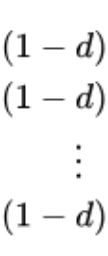 (1 − d)
(1 − d)
⋮
(1 − d)